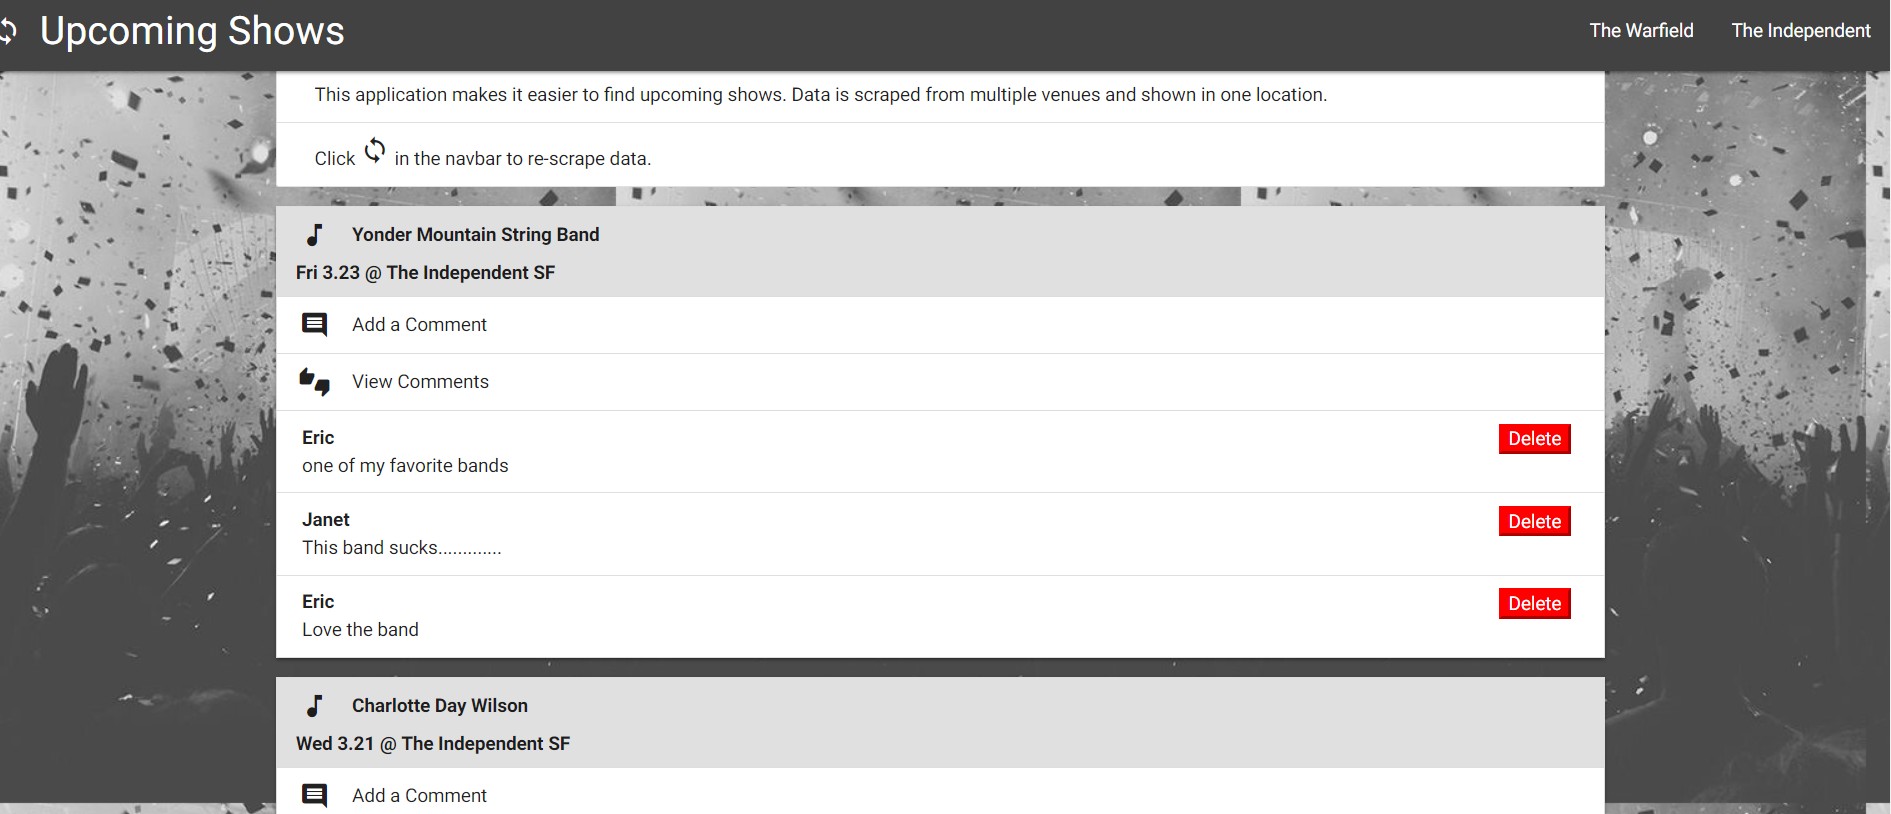 Upcoming Shows
The Warfield
The Independent
This application makes it easier to find upcoming shows. Data is scraped from multiple venues and shown in one location.
Click in the navbar to re-scrape data.
Yonder Mountain String Band
Fri 3.23 @ The Independent SF
Add a Comment
View Comments
Eric
Delete
one of my favorite bands
Janet
Delete
This band sucks.............
Eric
Delete
Love the band
Charlotte Day Wilson
Wed 3.21 @ The Independent SF
Add a Comment